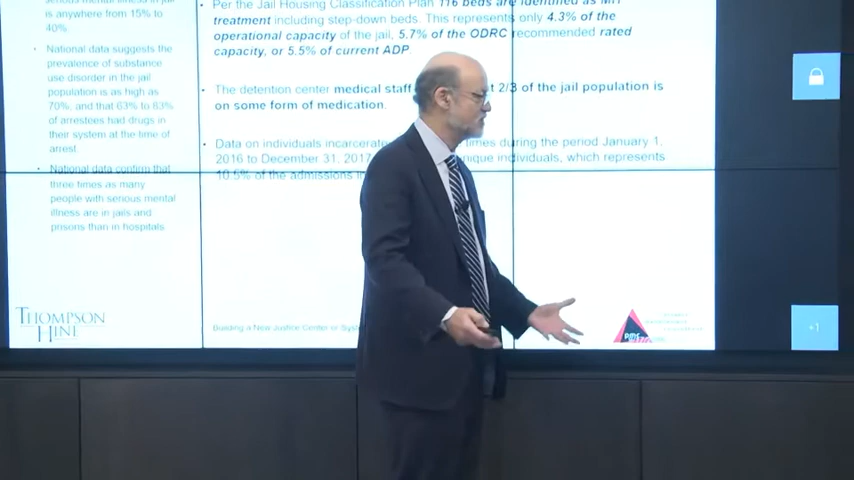 serious mental illness in jail
is anywhere from 15% to
40%.
• National data suggests the
prevalence of substance
use disorder in the jail
population is as high as
70%, and that 63% to 83%
of arrestees had drugs in
their system at the time of
arrest.
• National data confirm that
three times as many
people with serious mental
illness are in jails and
prisons than in hospitals
• Per the Jail Housing Classification Plan 116 beds are identified as MH
treatment including step-down beds. This represents only 4.3% of the
operational capacity of the jail, 5.7% of the ODRC recommended rated
capacity, or 5.5% of current ADP.
• The detention center medical staff 2/3 of the jail population is
on some form of medication.
• Data on individuals incarcerate times during the period January 1,
2016 to December 31, 2017 unique individuals, which represents
10.5% of the admissions
THOMPSON
HINE
Building a New Justice Center or Syst
PMC
+1